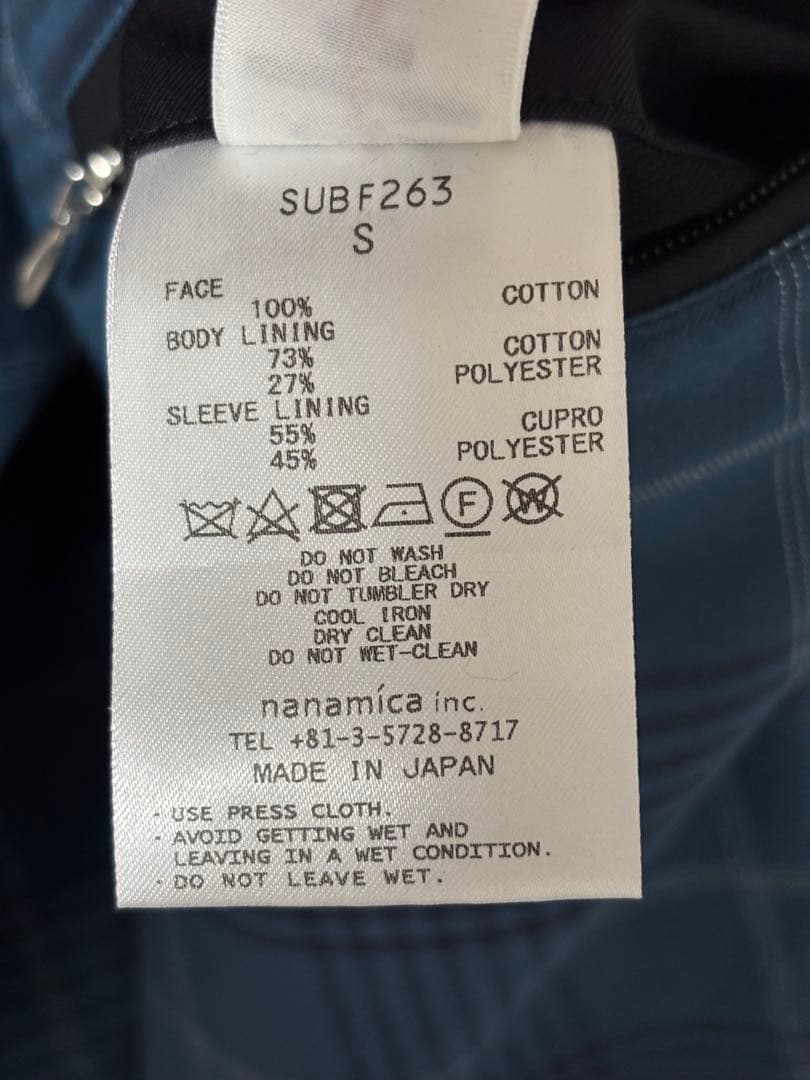 SUBF263
S
FACE
100% COTTON
BODY LINING
73% COTTON
27% POLYESTER
SLEEVE LINING
55% CUPRO
45% POLYESTER
F W
DO NOT WASH
DO NOT BLEACH
DO NOT TUMBLER DRY
COOL IRON
DRY CLEAN
DO NOT WET-CLEAN
nanamíca inc.
TEL +81-3-5728-8717
MADE IN JAPAN
· USE PRESS CLOTH.
· AVOID GETTING WET AND
LEAVING IN A WET CONDITION.
· DO NOT LEAVE WET.